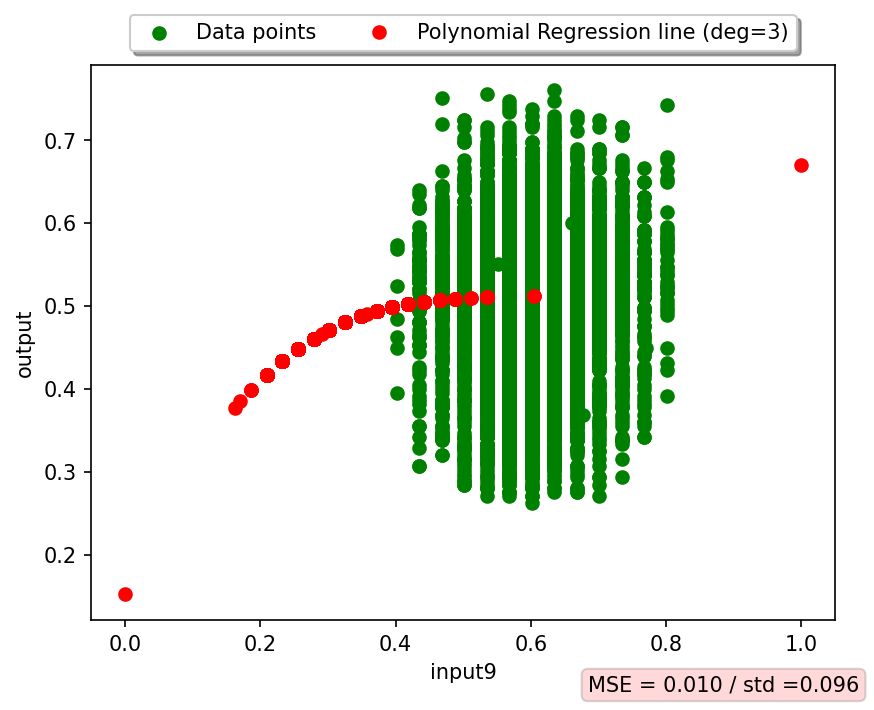 Data points
Polynomial Regression line (deg=3)
0.7
0.6
0.5
0.4
0.3
0.2
output
0.0 0.2 0.4 0.6 0.8 1.0
input9
MSE = 0.010 / std =0.096